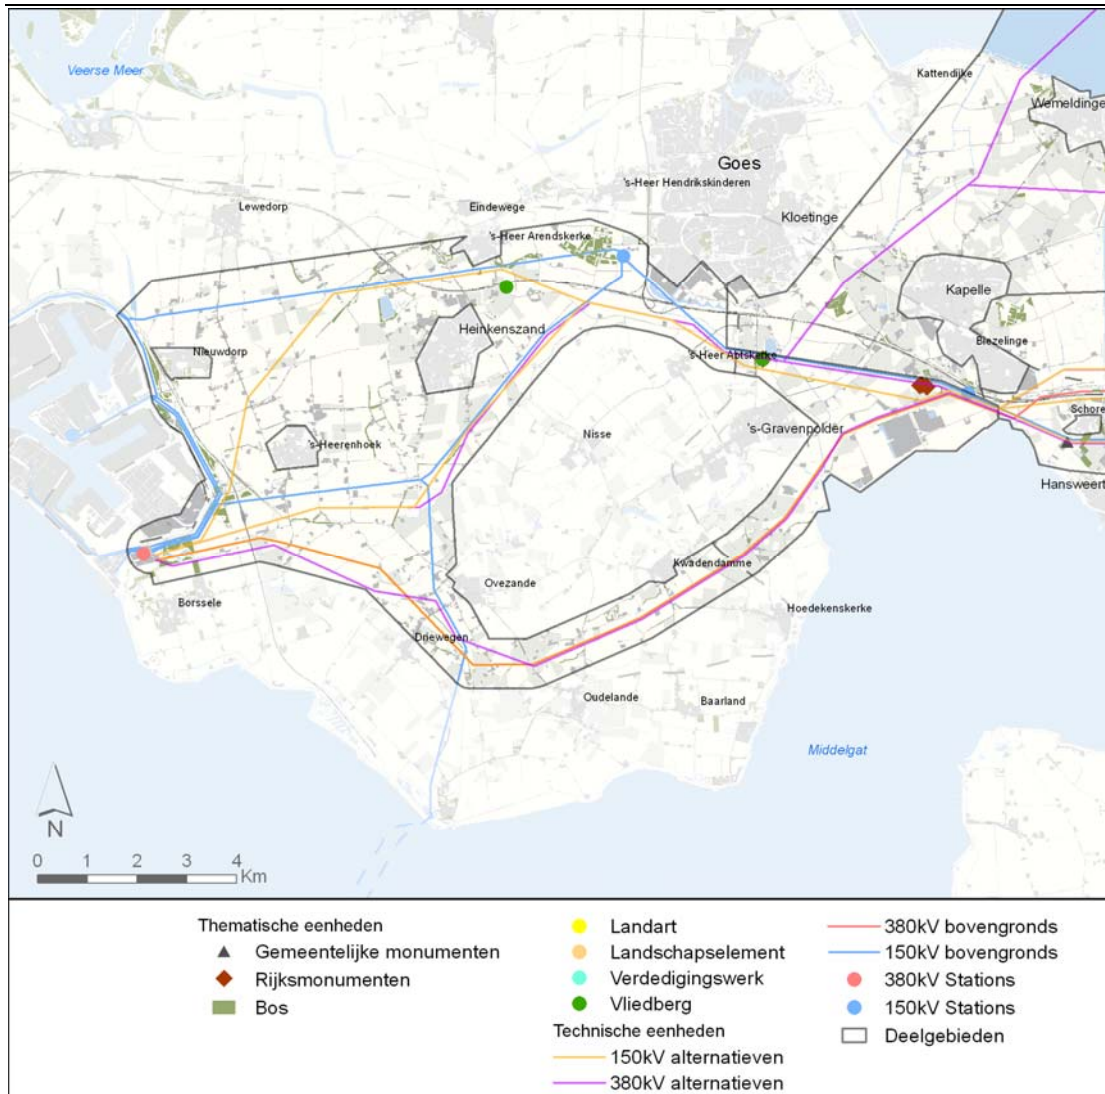 Veerse Meer
Kattendijke
Wemeldinge
Goes
's-Heer Hendrikskinderen
Lewedorp
Eindewege
Kloetinge
's-Heer Arendskerke
Kapelle
Heinkenszand
Biezelinge
Nieuwdorp
's-Heer Abtskerke
Schore
's-Gravenpolder
Nisse
's-Heerenhoek
Hansweert
Kwadendamme
Ovezande
Borssele
Hoedekenskerke
Driewegen
Oudelande
Baarland
Middelgat
N
0 1 2 3 4
Km
Thematische eenheden
Gemeentelijke monumenten
Rijksmonumenten
Bos
Landart
Landschapselement
Verdedigingswerk
Vliedberg
Technische eenheden
150kV alternatieven
380kV alternatieven
380kV bovengronds
150kV bovengronds
380kV Stations
150kV Stations
Deelgebieden